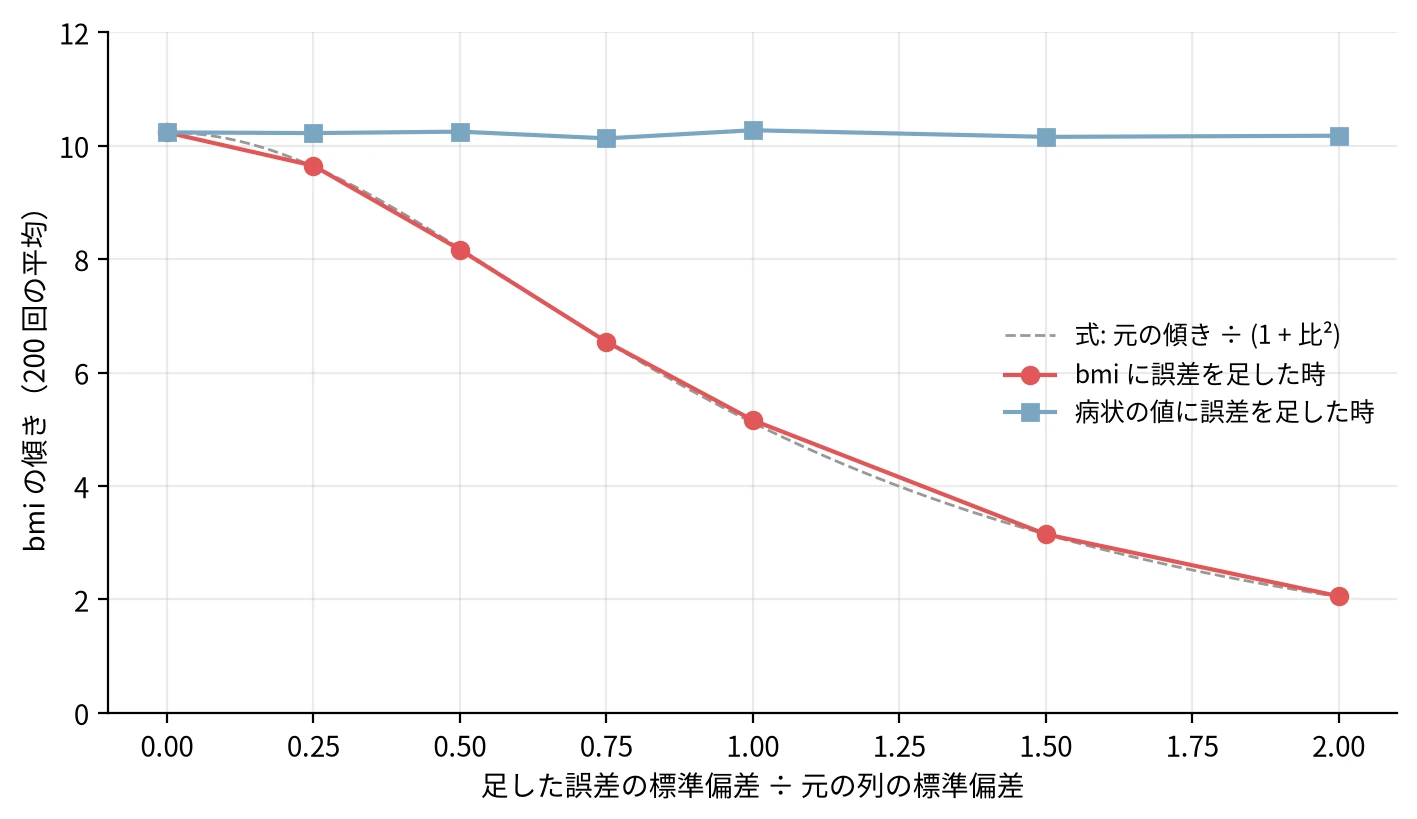 12
10
8
6
4
2
0
bmi の傾き（200 回の平均）
式: 元の傾き ÷ (1 + 比²)
bmi に誤差を足した時
病状の値に誤差を足した時
0.00 0.25 0.50 0.75 1.00 1.25 1.50 1.75 2.00
足した誤差の標準偏差 ÷ 元の列の標準偏差